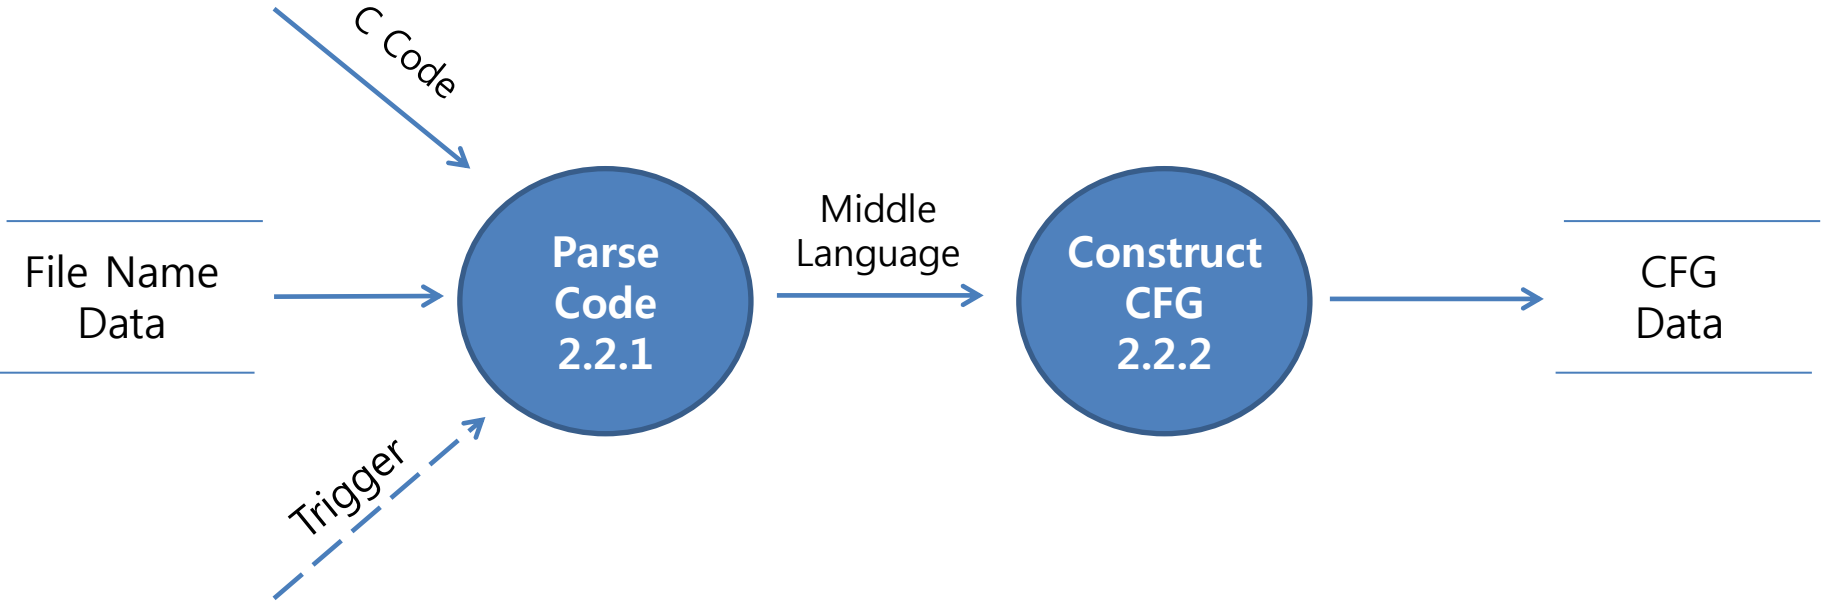 C Code
File Name
Data
Parse
Code
2.2.1
Trigger
Middle
Language
Construct
CFG
2.2.2
CFG
Data